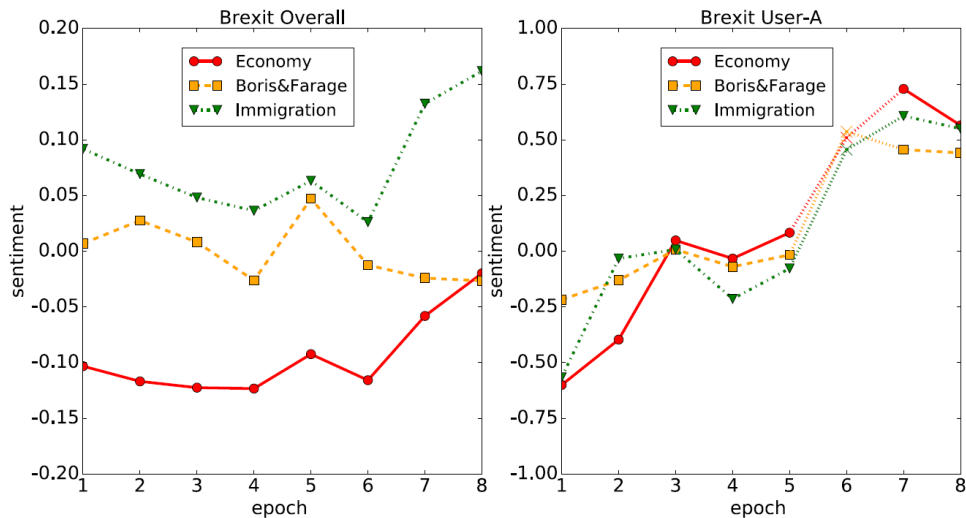 Brexit Overall
0.20
0.15
0.10
0.05
0.00
-0.05
-0.10
-0.15
-0.20
sentiment
Economy
Boris&Farage
Immigration
1 2 3 4 5 6 7 8
epoch
Brexit User-A
1.00
0.75
0.50
0.25
0.00
-0.25
-0.50
-0.75
-1.00
sentiment
Economy
Boris&Farage
Immigration
1 2 3 4 5 6 7 8
epoch